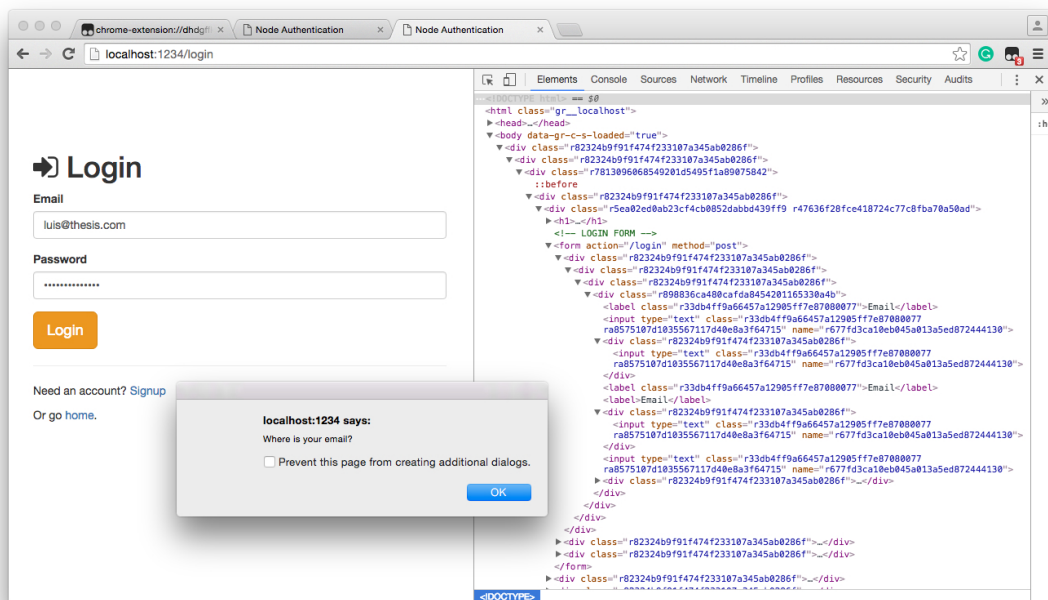 chrome-extension://dhdgf
Node Authentication
Node Authentication
localhost:1234/login
3
Login
Email
luis@thesis.com
Password
••••••••••••••
Login
Need an account? Signup
Or go home.
localhost:1234 says:
Where is your email?
Prevent this page from creating additional dialogs.
OK
Elements Console Sources Network Timeline Profiles Resources Security Audits
<!DOCTYPE html> == $0
<html class="gr__localhost">
<head>…</head>
<body data-gr-c-s-loaded="true">
<div class="r82324b9f91f474f233107a345ab0286f">
<div class="r82324b9f91f474f233107a345ab0286f">
<div class="r7813096068549201d5495f1a89075842">
::before
<div class="r82324b9f91f474f233107a345ab0286f">
<div class="r5ea02ed0ab23cf4cb0852dabbd439ff9 r47636f28fce418724c77c8fba70a50ad">
<h1>…</h1>
<!-- LOGIN FORM -->
<form action="/login" method="post">
<div class="r82324b9f91f474f233107a345ab0286f">
<div class="r82324b9f91f474f233107a345ab0286f">
<div class="r82324b9f91f474f233107a345ab0286f">
<div class="r898836ca480cafda8454201165330a4b">
<label class="r33db4ff9a66457a12905ff7e87080077">Email</label>
<input type="text" class="r33db4ff9a66457a12905ff7e87080077
ra8575107d1035567117d40e8a3f64715" name="r677fd3ca10eb045a013a5ed872444130">
<div class="r82324b9f91f474f233107a345ab0286f">
<input type="text" class="r33db4ff9a66457a12905ff7e87080077
ra8575107d1035567117d40e8a3f64715" name="r677fd3ca10eb045a013a5ed872444130">
</div>
<label class="r33db4ff9a66457a12905ff7e87080077">Email</label>
<label>Email</label>
<div class="r82324b9f91f474f233107a345ab0286f">
<input type="text" class="r33db4ff9a66457a12905ff7e87080077
ra8575107d1035567117d40e8a3f64715" name="r677fd3ca10eb045a013a5ed872444130">
</div>
<input type="text" class="r33db4ff9a66457a12905ff7e87080077
ra8575107d1035567117d40e8a3f64715" name="r677fd3ca10eb045a013a5ed872444130">
<div class="r82324b9f91f474f233107a345ab0286f">…</div>
</div>
</div>
</div>
</div>
<div class="r82324b9f91f474f233107a345ab0286f">…</div>
<div class="r82324b9f91f474f233107a345ab0286f">…</div>
</form>
<div class="r82324b9f91f474f233107a345ab0286f">…</div>
<!DOCTYPE>
:h